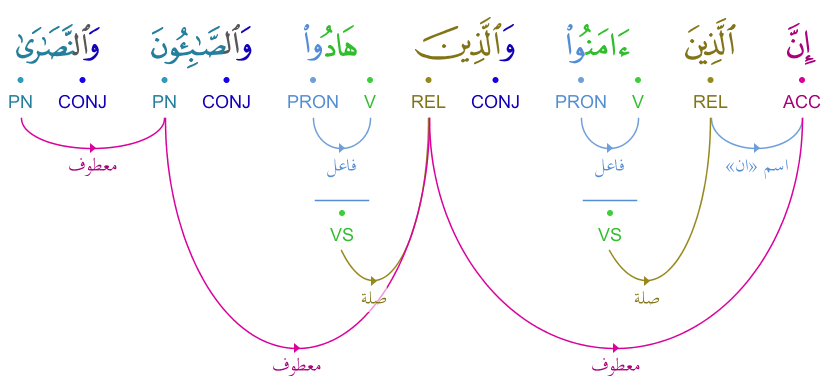 إِنَّ ٱلَّذِينَ ءَامَنُوا۟ وَٱلَّذِينَ هَادُوا۟ وَٱلصَّـٰبِـُٔونَ وَٱلنَّصَـٰرَىٰ
PN CONJ PN CONJ PRON V REL CONJ PRON V REL ACC
معطوف فاعل فاعل اسم «ان»
VS VS
صلة صلة
معطوف معطوف